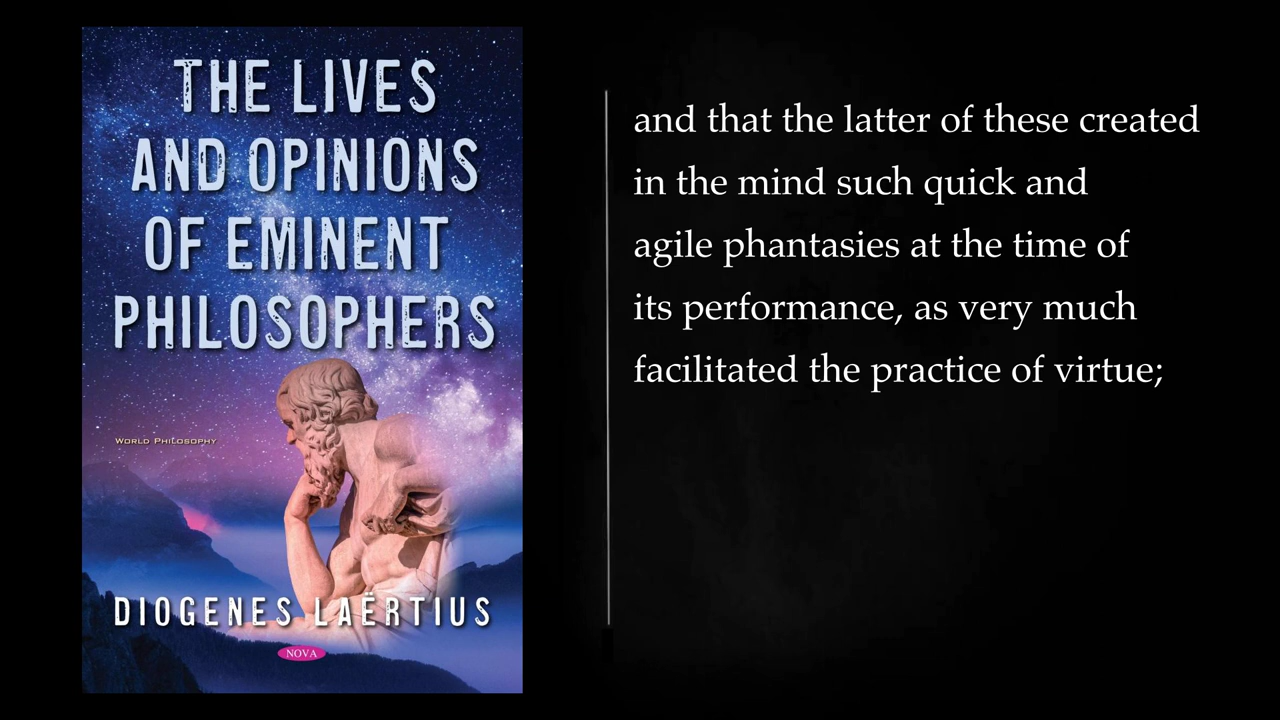 THE LIVES
AND OPINIONS
OF EMINENT
PHILOSOPHERS
WORLD PHILOSOPHY
DIOGENES LAËRTIUS
NOVA
and that the latter of these created
in the mind such quick and
agile phantasies at the time of
its performance, as very much
facilitated the practice of virtue;